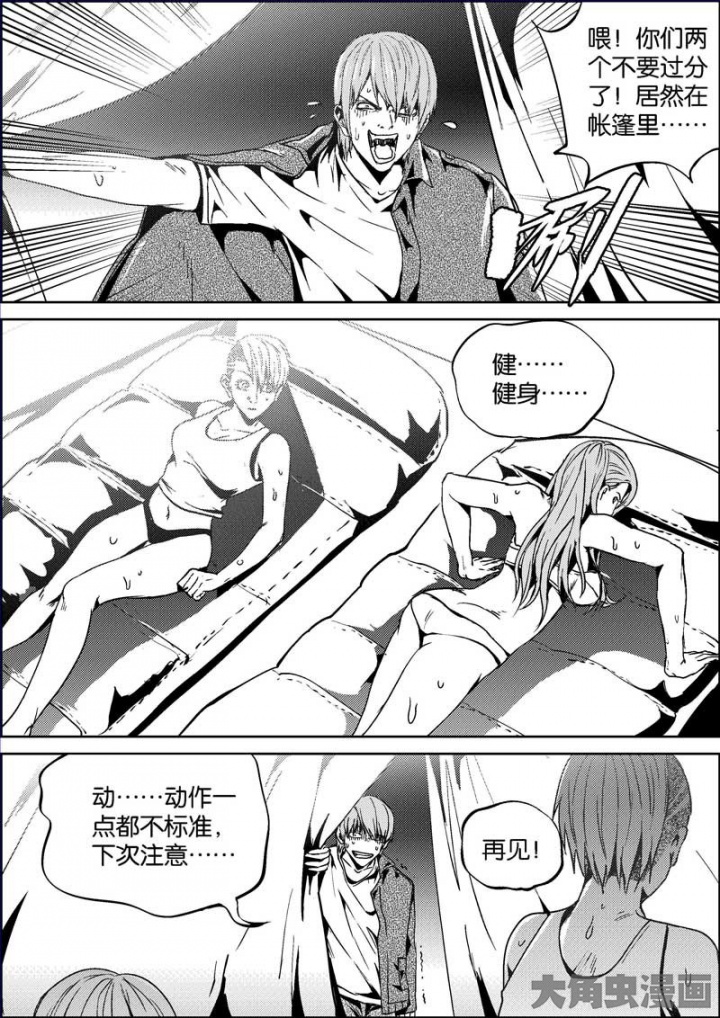 喂！你们两
个不要过分
了！居然在
帐篷里……
健……
健身……
动……动作一
点都不标准，
下次注意……
再见！
大角虫漫画